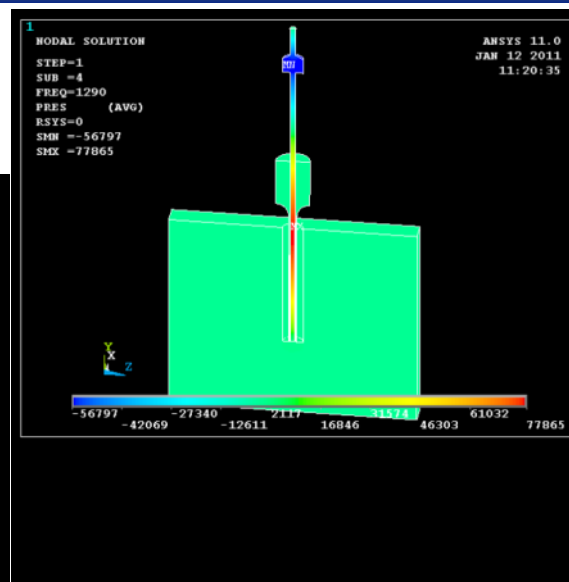 1
NODAL SOLUTION
STEP=1
SUB =4
FREQ=1290
PRES (AVG)
RSYS=0
SMN =-56797
SMX =77865
ANSYS 11.0
JAN 12 2011
11:20:35
MN
Y
X
Z
-56797 -27340 2117 31574 61032
-42069 -12611 16846 46303 77865